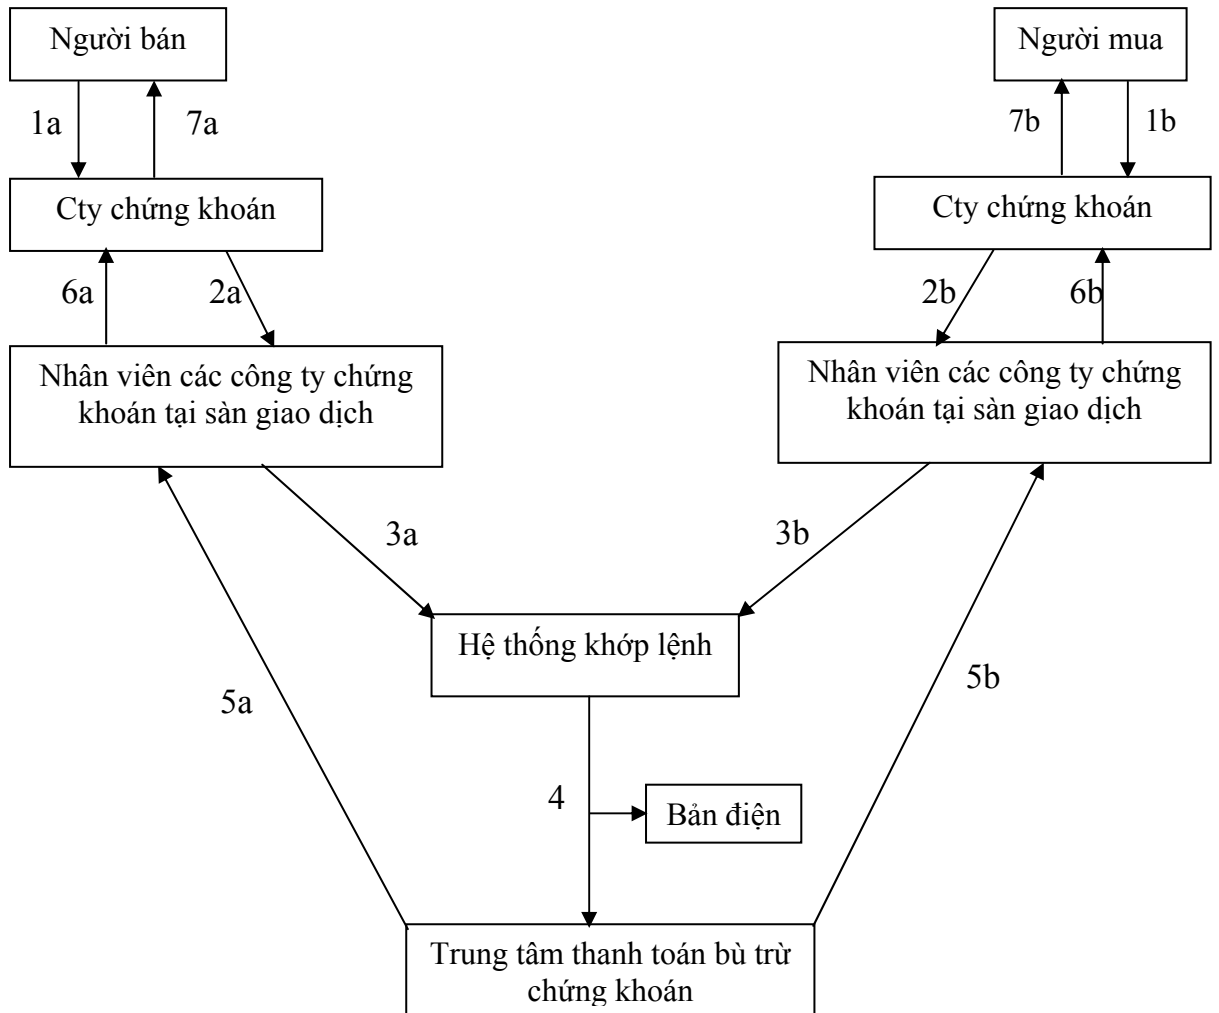 Người bán
Người mua
1a
7a
7b
1b
Cty chứng khoán
Cty chứng khoán
6a
2a
2b
6b
Nhân viên các công ty chứng
khoán tại sàn giao dịch
Nhân viên các công ty chứng
khoán tại sàn giao dịch
3a
3b
Hệ thống khớp lệnh
5a
5b
4
Bản điện
Trung tâm thanh toán bù trừ
chứng khoán